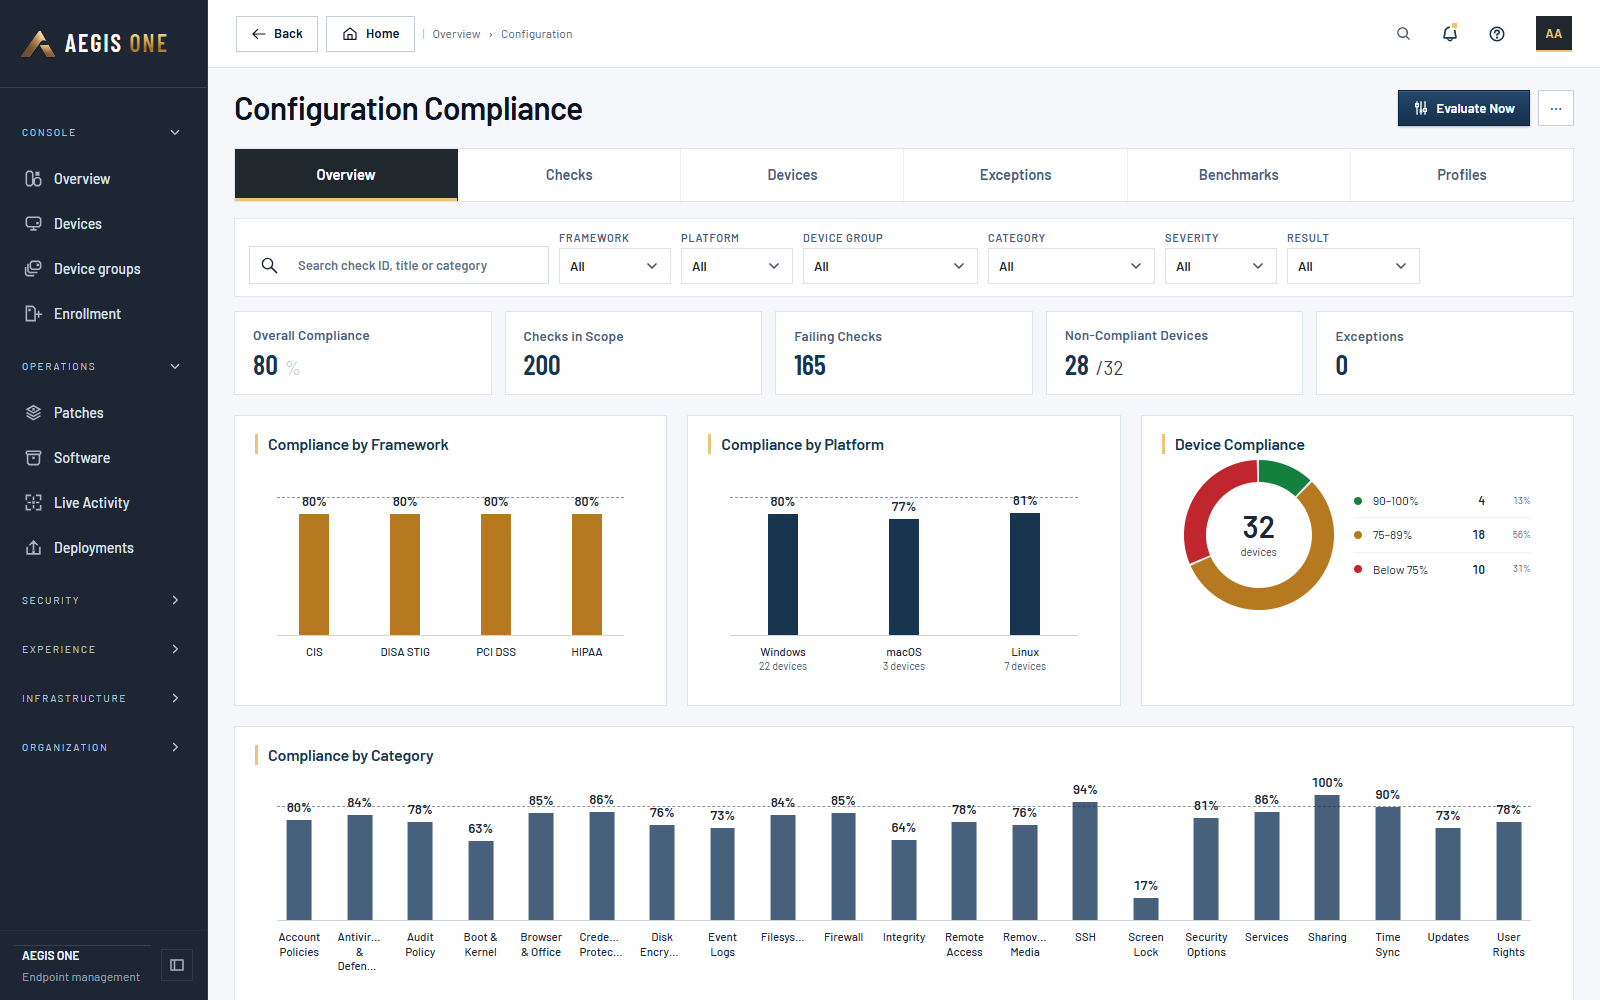 AEGIS ONE
Back
Home
Overview › Configuration
AA
CONSOLE
Overview
Devices
Device groups
Enrollment
OPERATIONS
Patches
Software
Live Activity
Deployments
SECURITY
EXPERIENCE
INFRASTRUCTURE
ORGANIZATION
AEGIS ONE
Endpoint management
Configuration Compliance
Evaluate Now
...
Overview
Checks
Devices
Exceptions
Benchmarks
Profiles
Search check ID, title or category
FRAMEWORK
All
PLATFORM
All
DEVICE GROUP
All
CATEGORY
All
SEVERITY
All
RESULT
All
Overall Compliance
80 %
Checks in Scope
200
Failing Checks
165
Non-Compliant Devices
28 /32
Exceptions
0
Compliance by Framework
80% 80% 80% 80%
CIS DISA STIG PCI DSS HIPAA
Compliance by Platform
80% 77% 81%
Windows macOS Linux
22 devices 3 devices 7 devices
Device Compliance
32
devices
90-100% 4 13%
75-89% 18 56%
Below 75% 10 31%
Compliance by Category
80% 84% 78% 63% 85% 86% 76% 73% 84% 85% 64% 78% 76% 94% 17% 81% 86% 100% 90% 73% 78%
Account Antivir... Audit Boot & Browser Crede... Disk Event Filesys... Firewall Integrity Remote Remov... SSH Screen Security Services Sharing Time Updates User
Policies & Policy Kernel & Office Protec... Encry... Logs Access Media Lock Options Sync Rights
Defen...